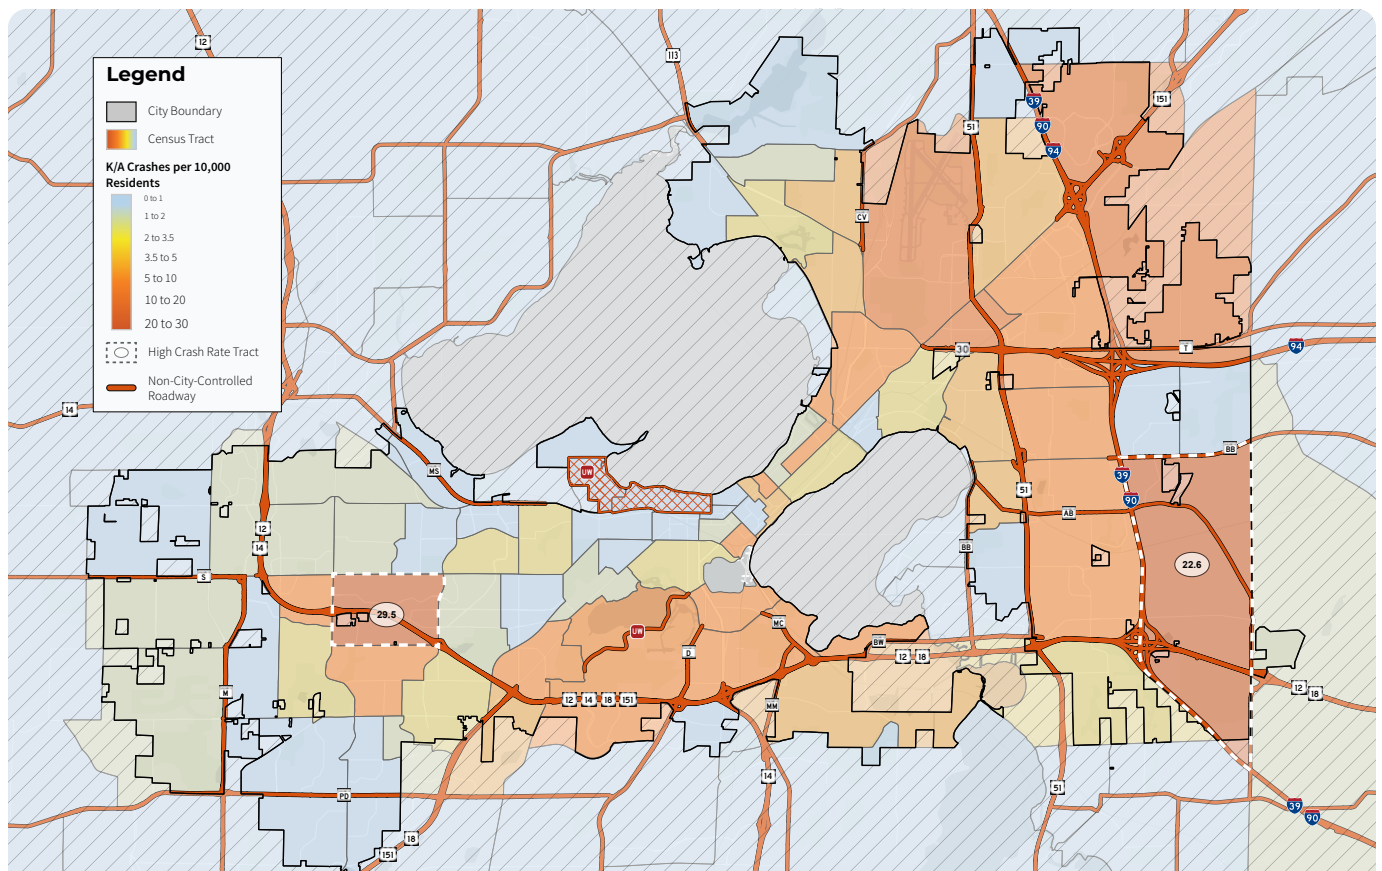 12
113
Legend
City Boundary
Census Tract
K/A Crashes per 10,000
Residents
0 to 1
1 to 2
2 to 3.5
3.5 to 5
5 to 10
10 to 20
20 to 30
High Crash Rate Tract
Non-City-Controlled
Roadway
39
151
90
51
94
CV
30
T
94
14
BB
MS
UW
39
51
90
12
AB
14
BB
S
22.6
29.5
MC
UW
BW
D
12 18
M
12
18
12 14 18 151
MM
14
51
PD
39
90
18
151